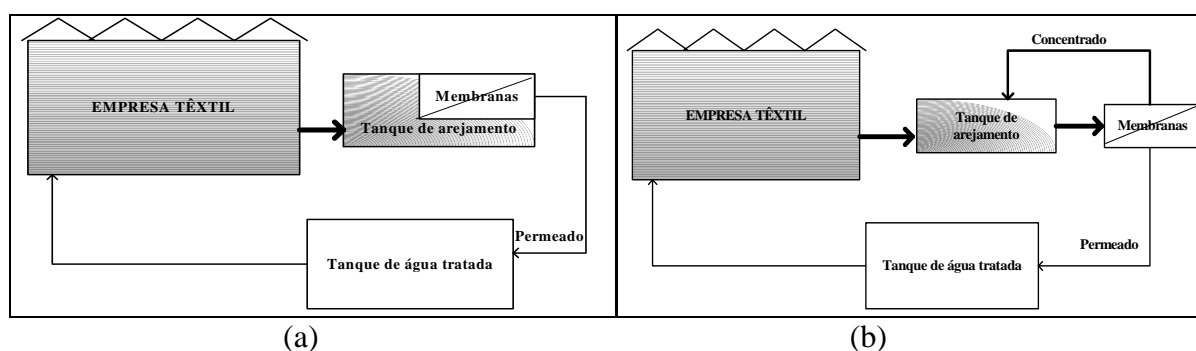 EMPRESA TÊXTIL
Membranas
Tanque de arejamento
Permeado
Tanque de água tratada
(a)
Concentrado
EMPRESA TÊXTIL
Tanque de
arejamento
Membranas
Permeado
Tanque de água tratada
(b)